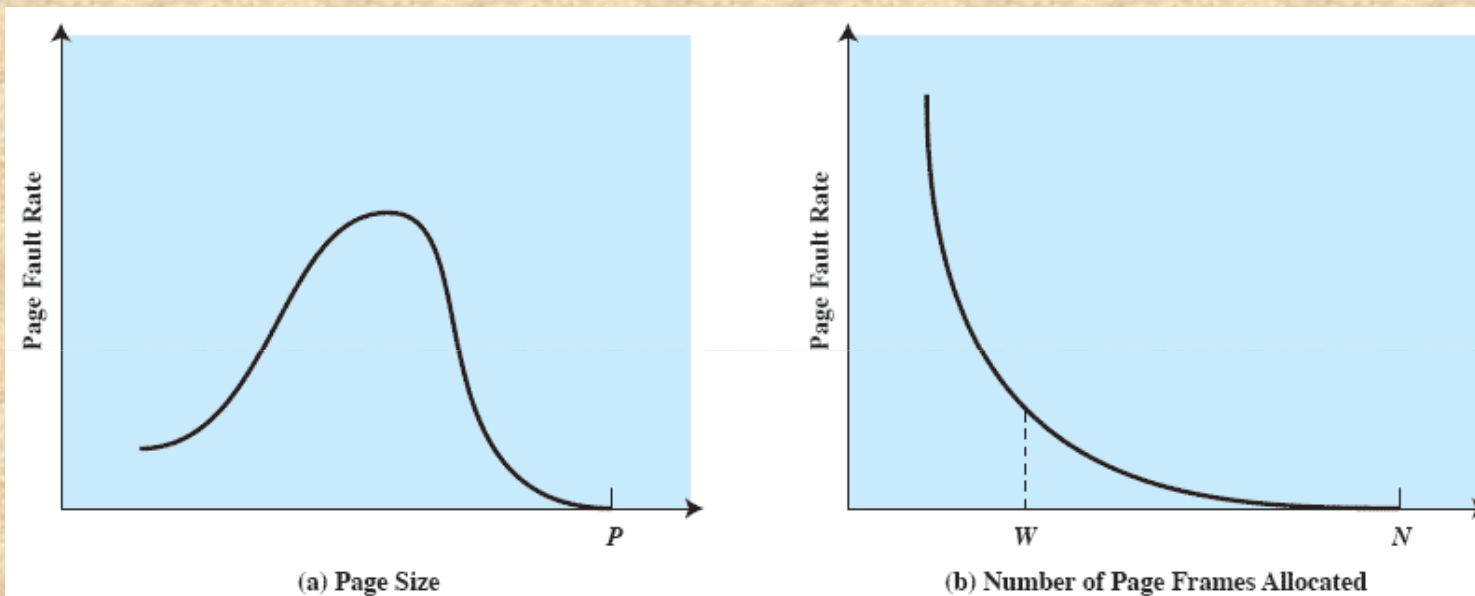 Page Fault Rate
P
(a) Page Size
Page Fault Rate
W
N
(b) Number of Page Frames Allocated